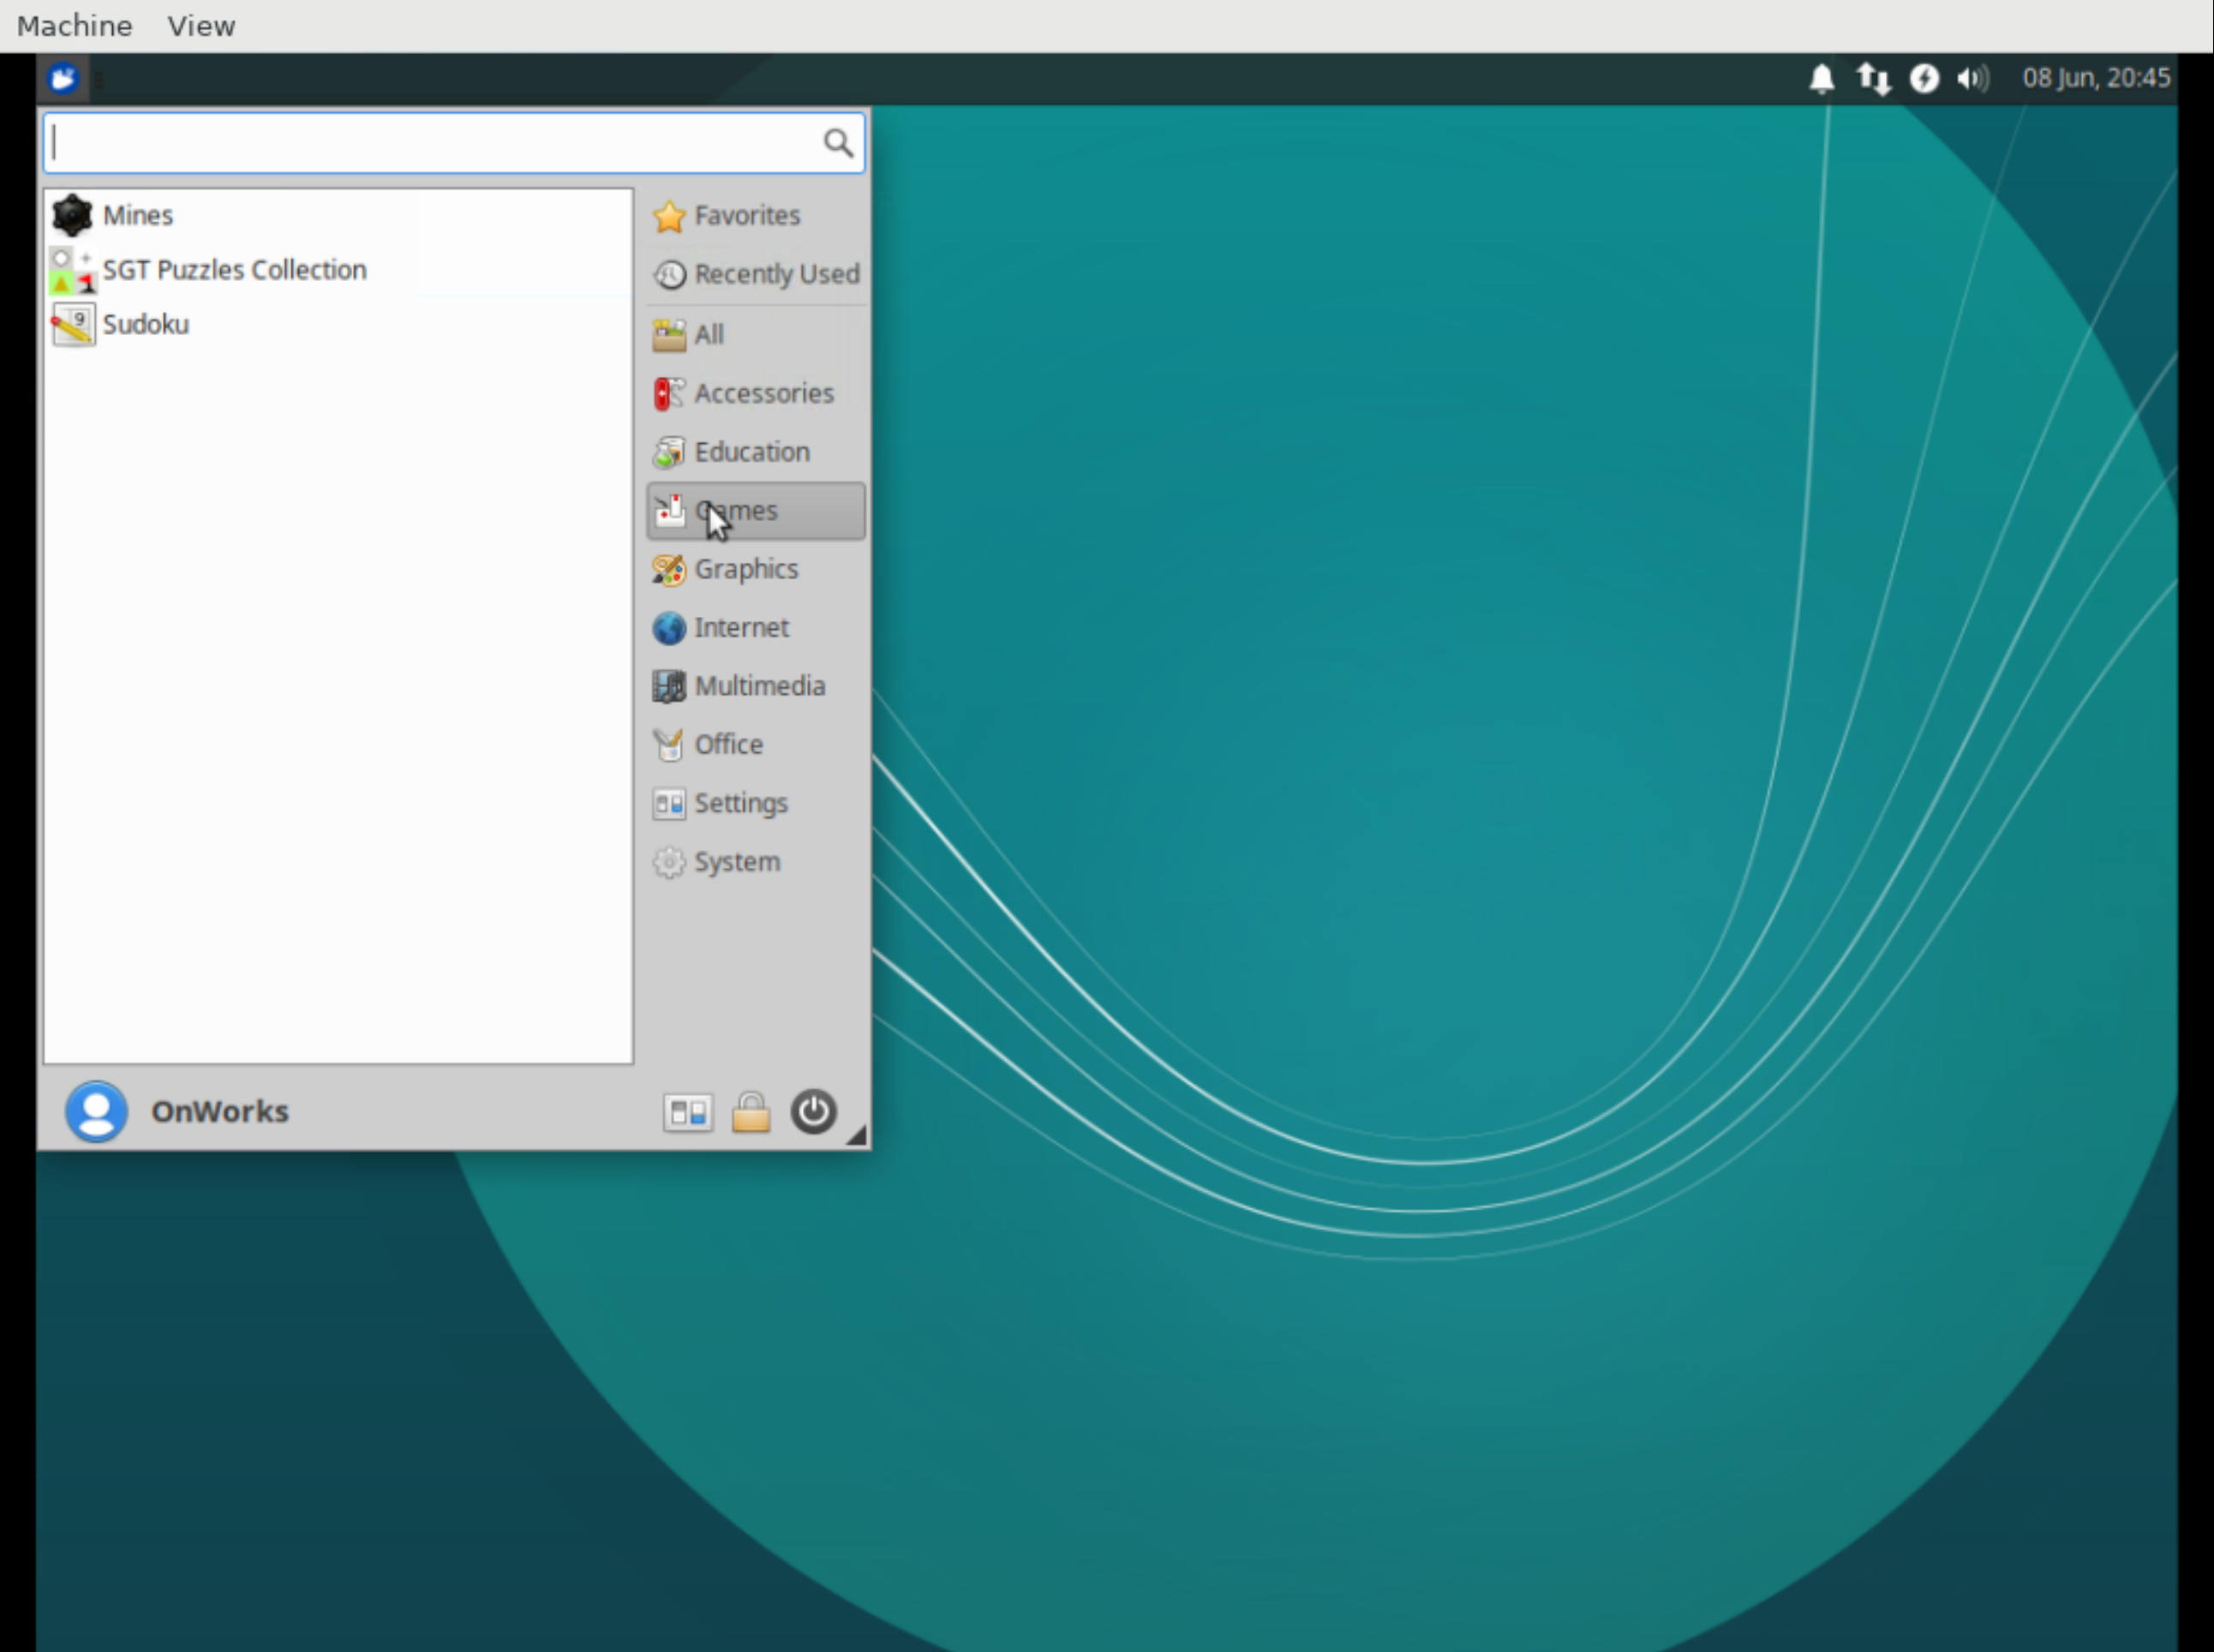 Machine View
08 Jun, 20:45
Mines
SGT Puzzles Collection
Sudoku
Favorites
Recently Used
All
Accessories
Education
Games
Graphics
Internet
Multimedia
Office
Settings
System
OnWorks